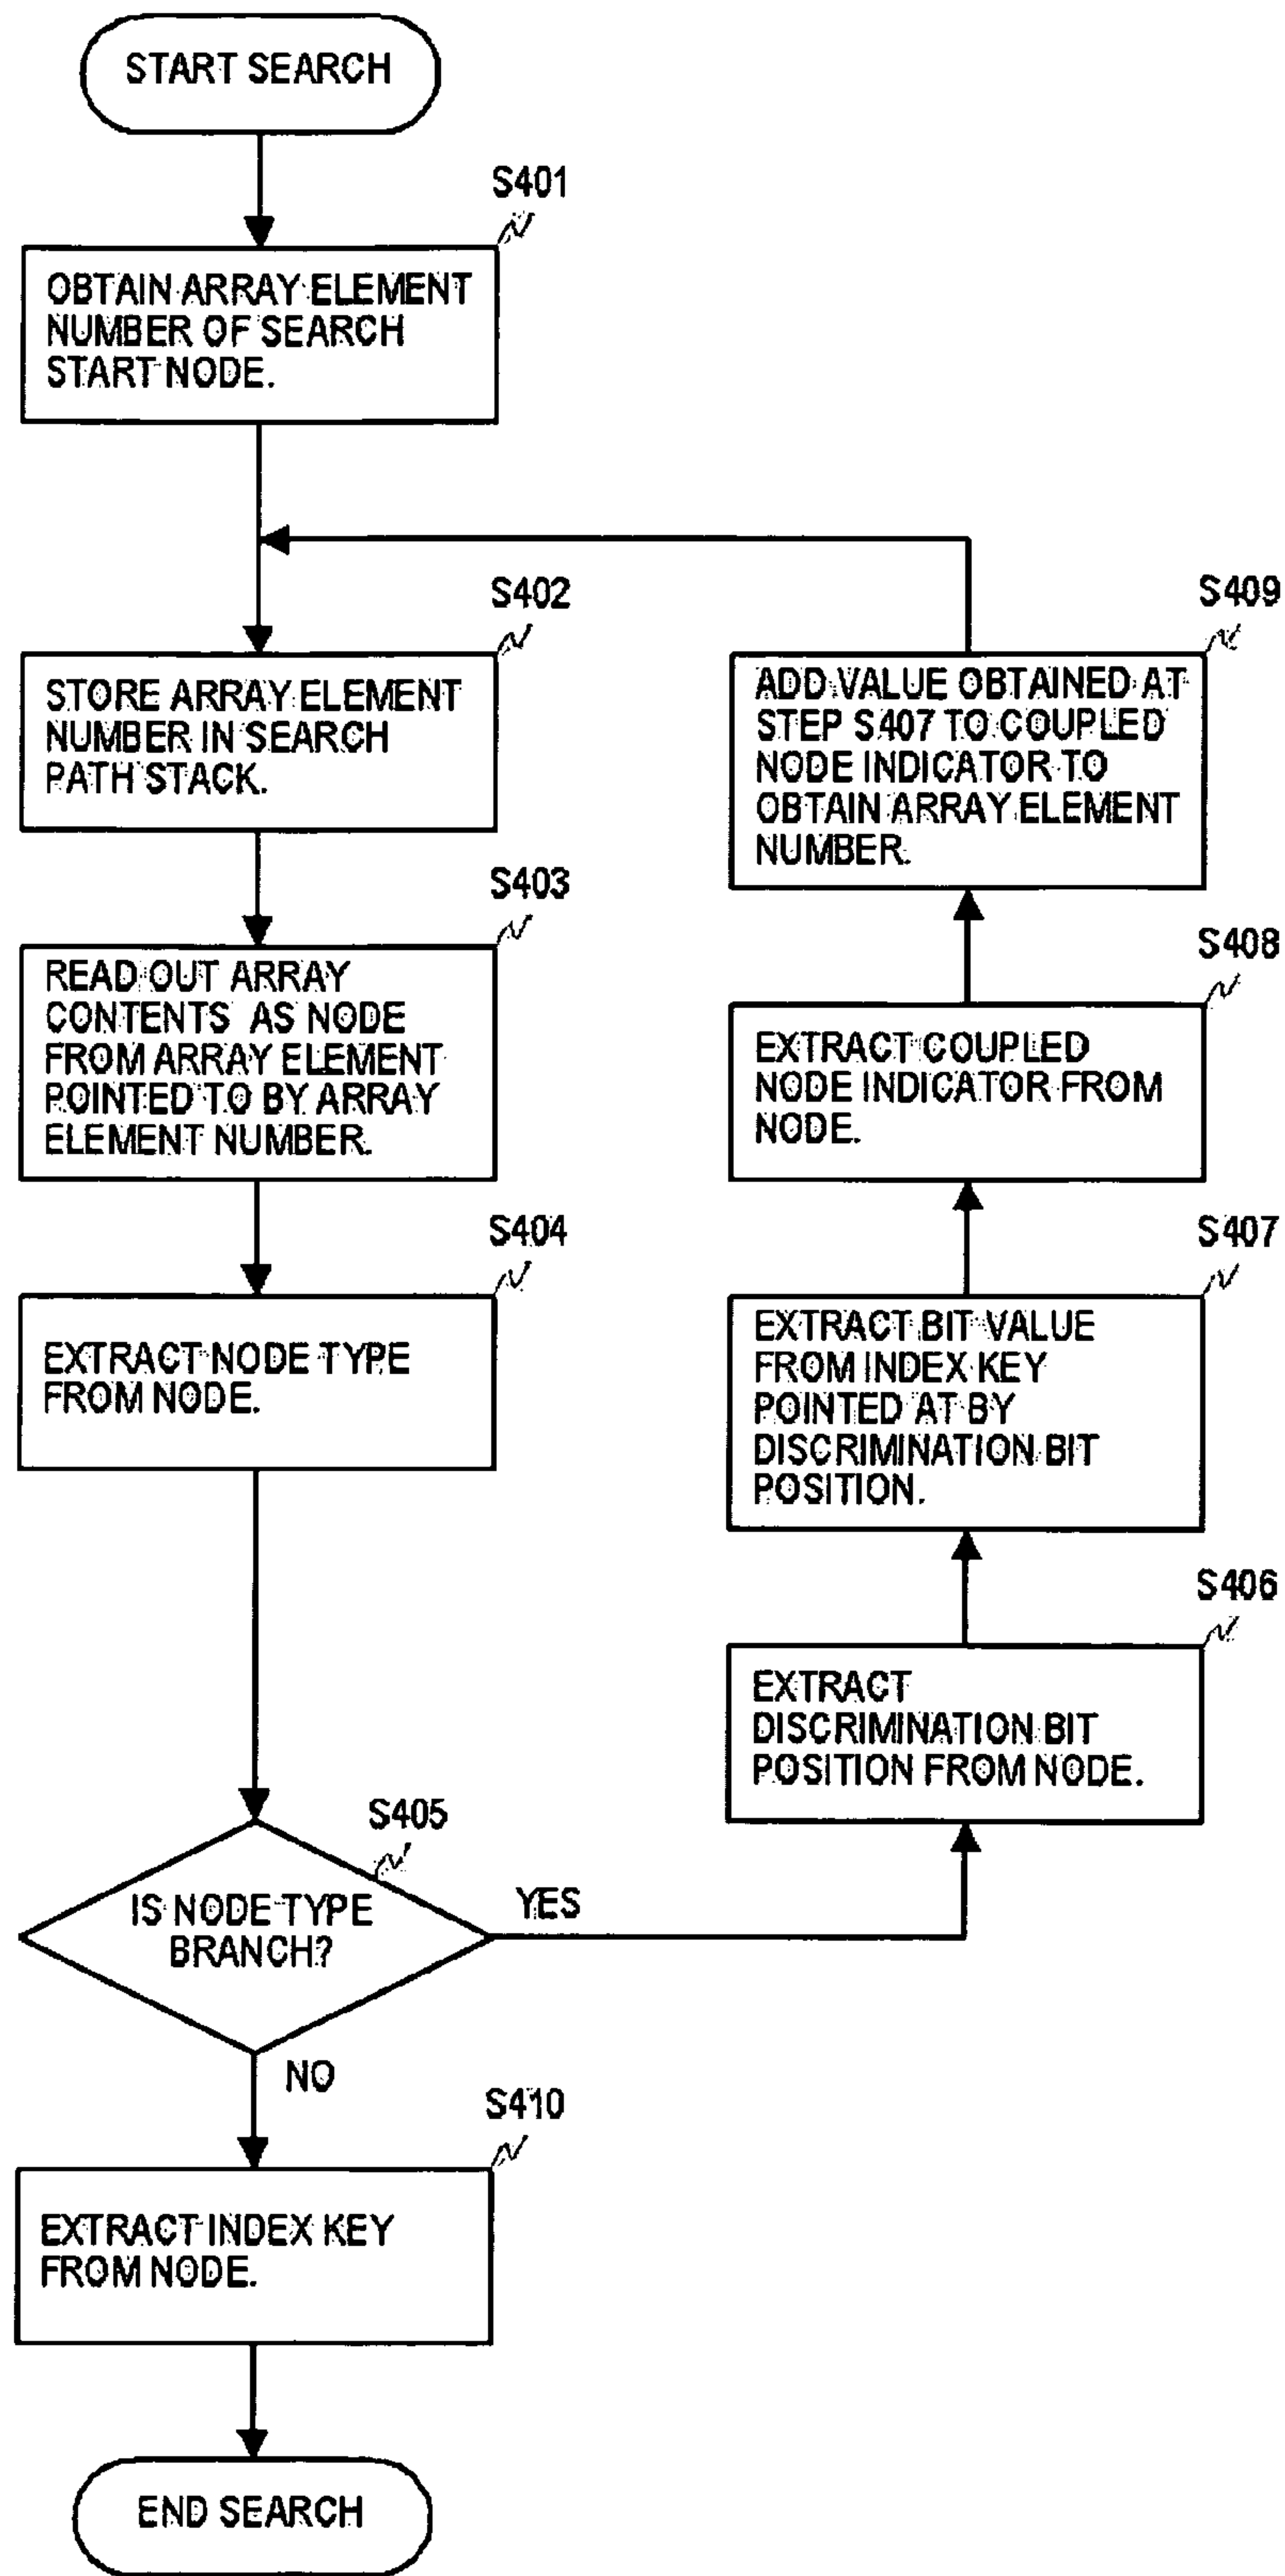 START SEARCH
S401
OBTAIN ARRAY ELEMENT
NUMBER OF SEARCH
START NODE.
S402
STORE ARRAY ELEMENT
NUMBER IN SEARCH
PATH STACK.
S403
READ OUT ARRAY
CONTENTS AS NODE
FROM ARRAY ELEMENT
POINTED TO BY ARRAY
ELEMENT NUMBER.
S404
EXTRACT NODE TYPE
FROM NODE.
S405
IS NODE TYPE
BRANCH?
YES
NO
S406
EXTRACT
DISCRIMINATION BIT
POSITION FROM NODE.
S407
EXTRACT BIT VALUE
FROM INDEX KEY
POINTED AT BY
DISCRIMINATION BIT
POSITION.
S408
EXTRACT COUPLED
NODE INDICATOR FROM
NODE.
S409
ADD VALUE OBTAINED AT
STEP S407 TO COUPLED
NODE INDICATOR TO
OBTAIN ARRAY ELEMENT
NUMBER.
S410
EXTRACT INDEX KEY
FROM NODE.
END SEARCH